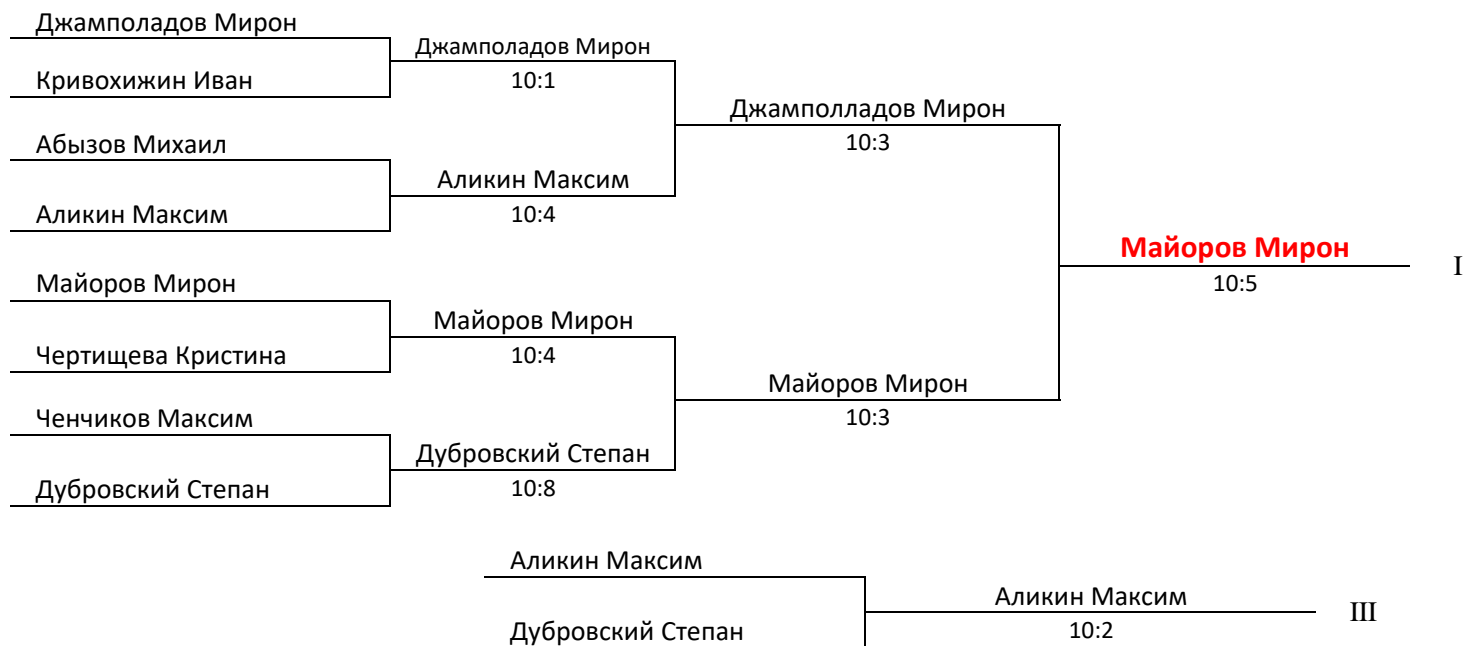 Джамполадов Мирон
Джамполадов Мирон
Кривохижин Иван
10:1
Джамполладов Мирон
Абызов Михаил
10:3
Аликин Максим
Аликин Максим
10:4
Майоров Мирон
I
Майоров Мирон
10:5
Майоров Мирон
Чертищева Кристина
10:4
Майоров Мирон
Ченчиков Максим
10:3
Дубровский Степан
Дубровский Степан
10:8
Аликин Максим
Аликин Максим
III
Дубровский Степан
10:2